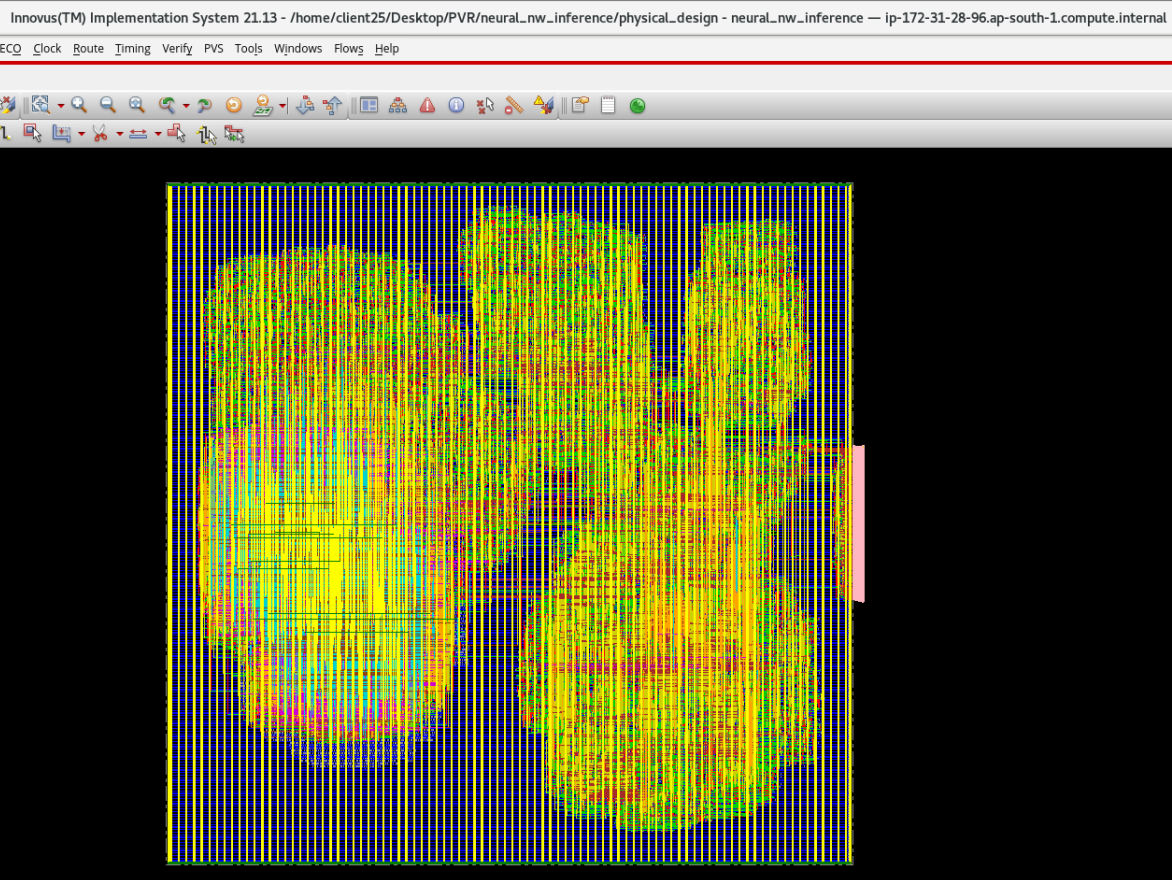 Innovus(TM) Implementation System 21.13 - /home/client25/Desktop/PVR/neural_nw_inference/physical_design - neural_nw_inference — ip-172-31-28-96.ap-south-1.compute.internal
ECO Clock Route Timing Verify PVS Tools Windows Flows Help